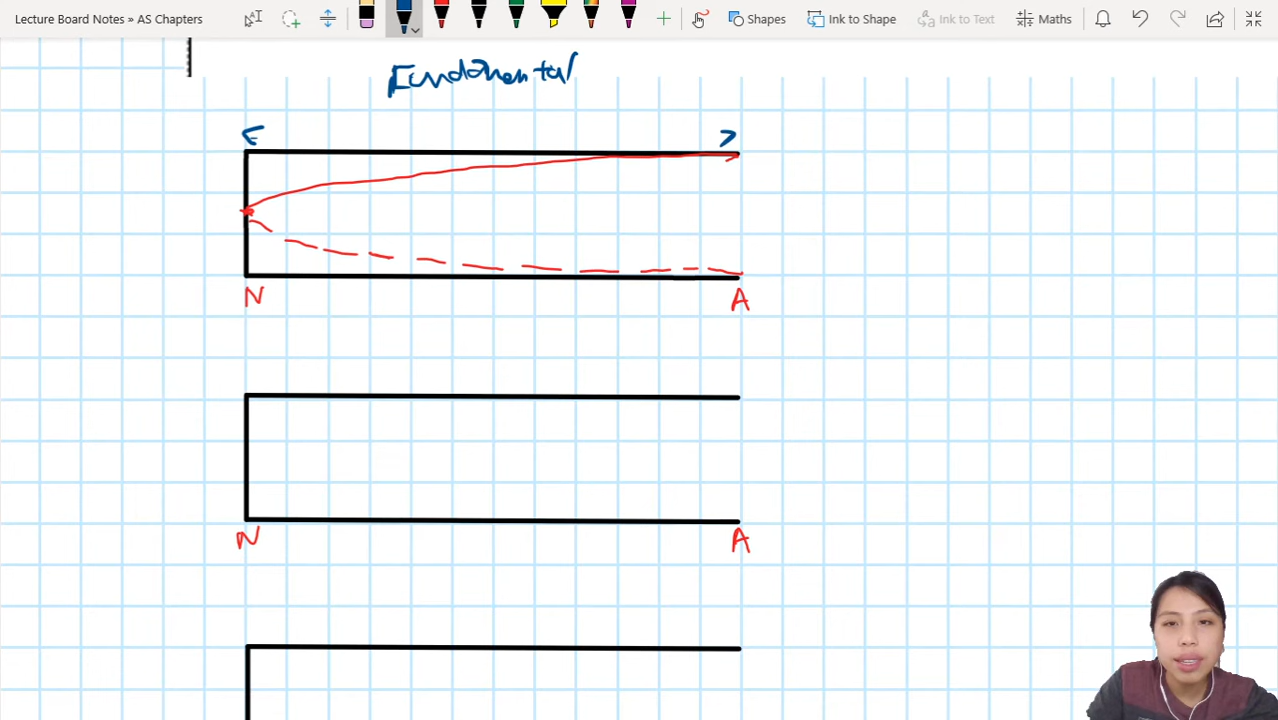 Lecture Board Notes » AS Chapters
Shapes
Ink to Shape
Ink to Text
Maths
Fundamental
N A
N A